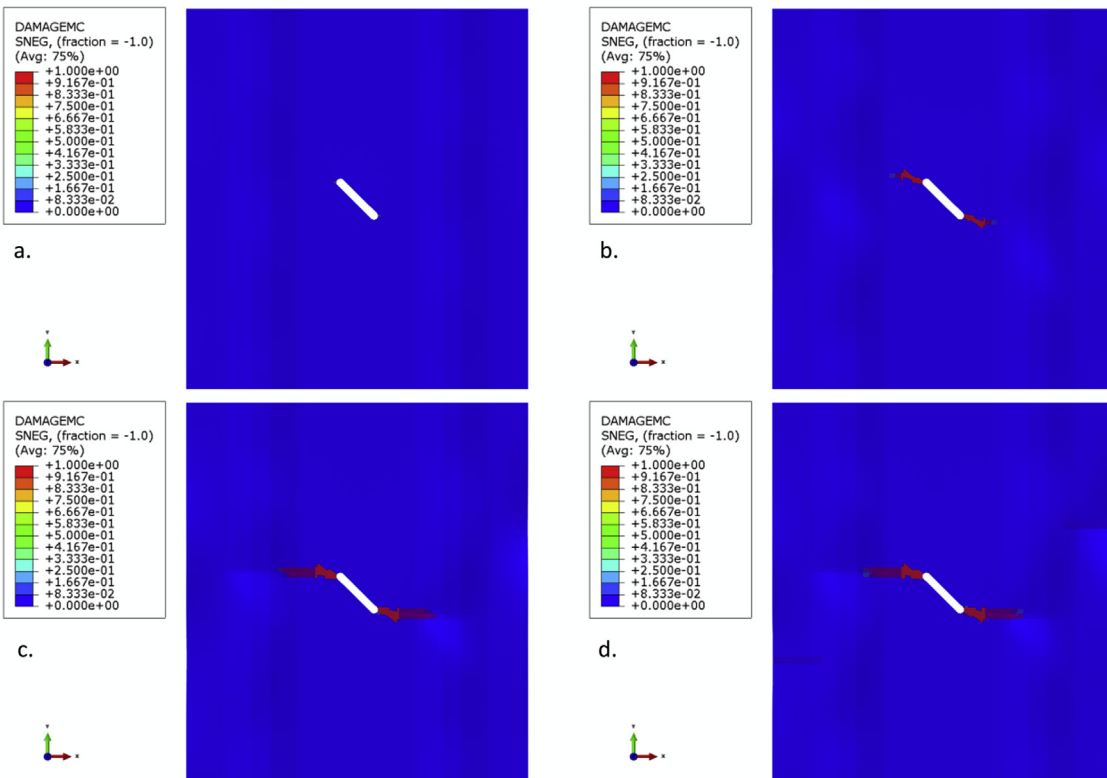 DAMAGEMC
SNEG, (fraction = -1.0)
(Avg: 75%)
+1.000e+00
+9.167e-01
+8.333e-01
+7.500e-01
+6.667e-01
+5.833e-01
+5.000e-01
+4.167e-01
+3.333e-01
+2.500e-01
+1.667e-01
+8.333e-02
+0.000e+00
a.
Y
X
DAMAGEMC
SNEG, (fraction = -1.0)
(Avg: 75%)
+1.000e+00
+9.167e-01
+8.333e-01
+7.500e-01
+6.667e-01
+5.833e-01
+5.000e-01
+4.167e-01
+3.333e-01
+2.500e-01
+1.667e-01
+8.333e-02
+0.000e+00
b.
Y
X
DAMAGEMC
SNEG, (fraction = -1.0)
(Avg: 75%)
+1.000e+00
+9.167e-01
+8.333e-01
+7.500e-01
+6.667e-01
+5.833e-01
+5.000e-01
+4.167e-01
+3.333e-01
+2.500e-01
+1.667e-01
+8.333e-02
+0.000e+00
c.
Y
X
DAMAGEMC
SNEG, (fraction = -1.0)
(Avg: 75%)
+1.000e+00
+9.167e-01
+8.333e-01
+7.500e-01
+6.667e-01
+5.833e-01
+5.000e-01
+4.167e-01
+3.333e-01
+2.500e-01
+1.667e-01
+8.333e-02
+0.000e+00
d.
Y
X